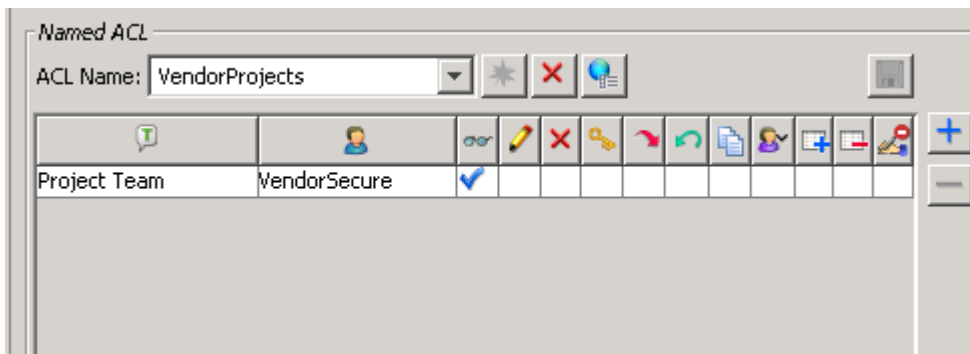 Named ACL
ACL Name: VendorProjects
T
Project Team VendorSecure